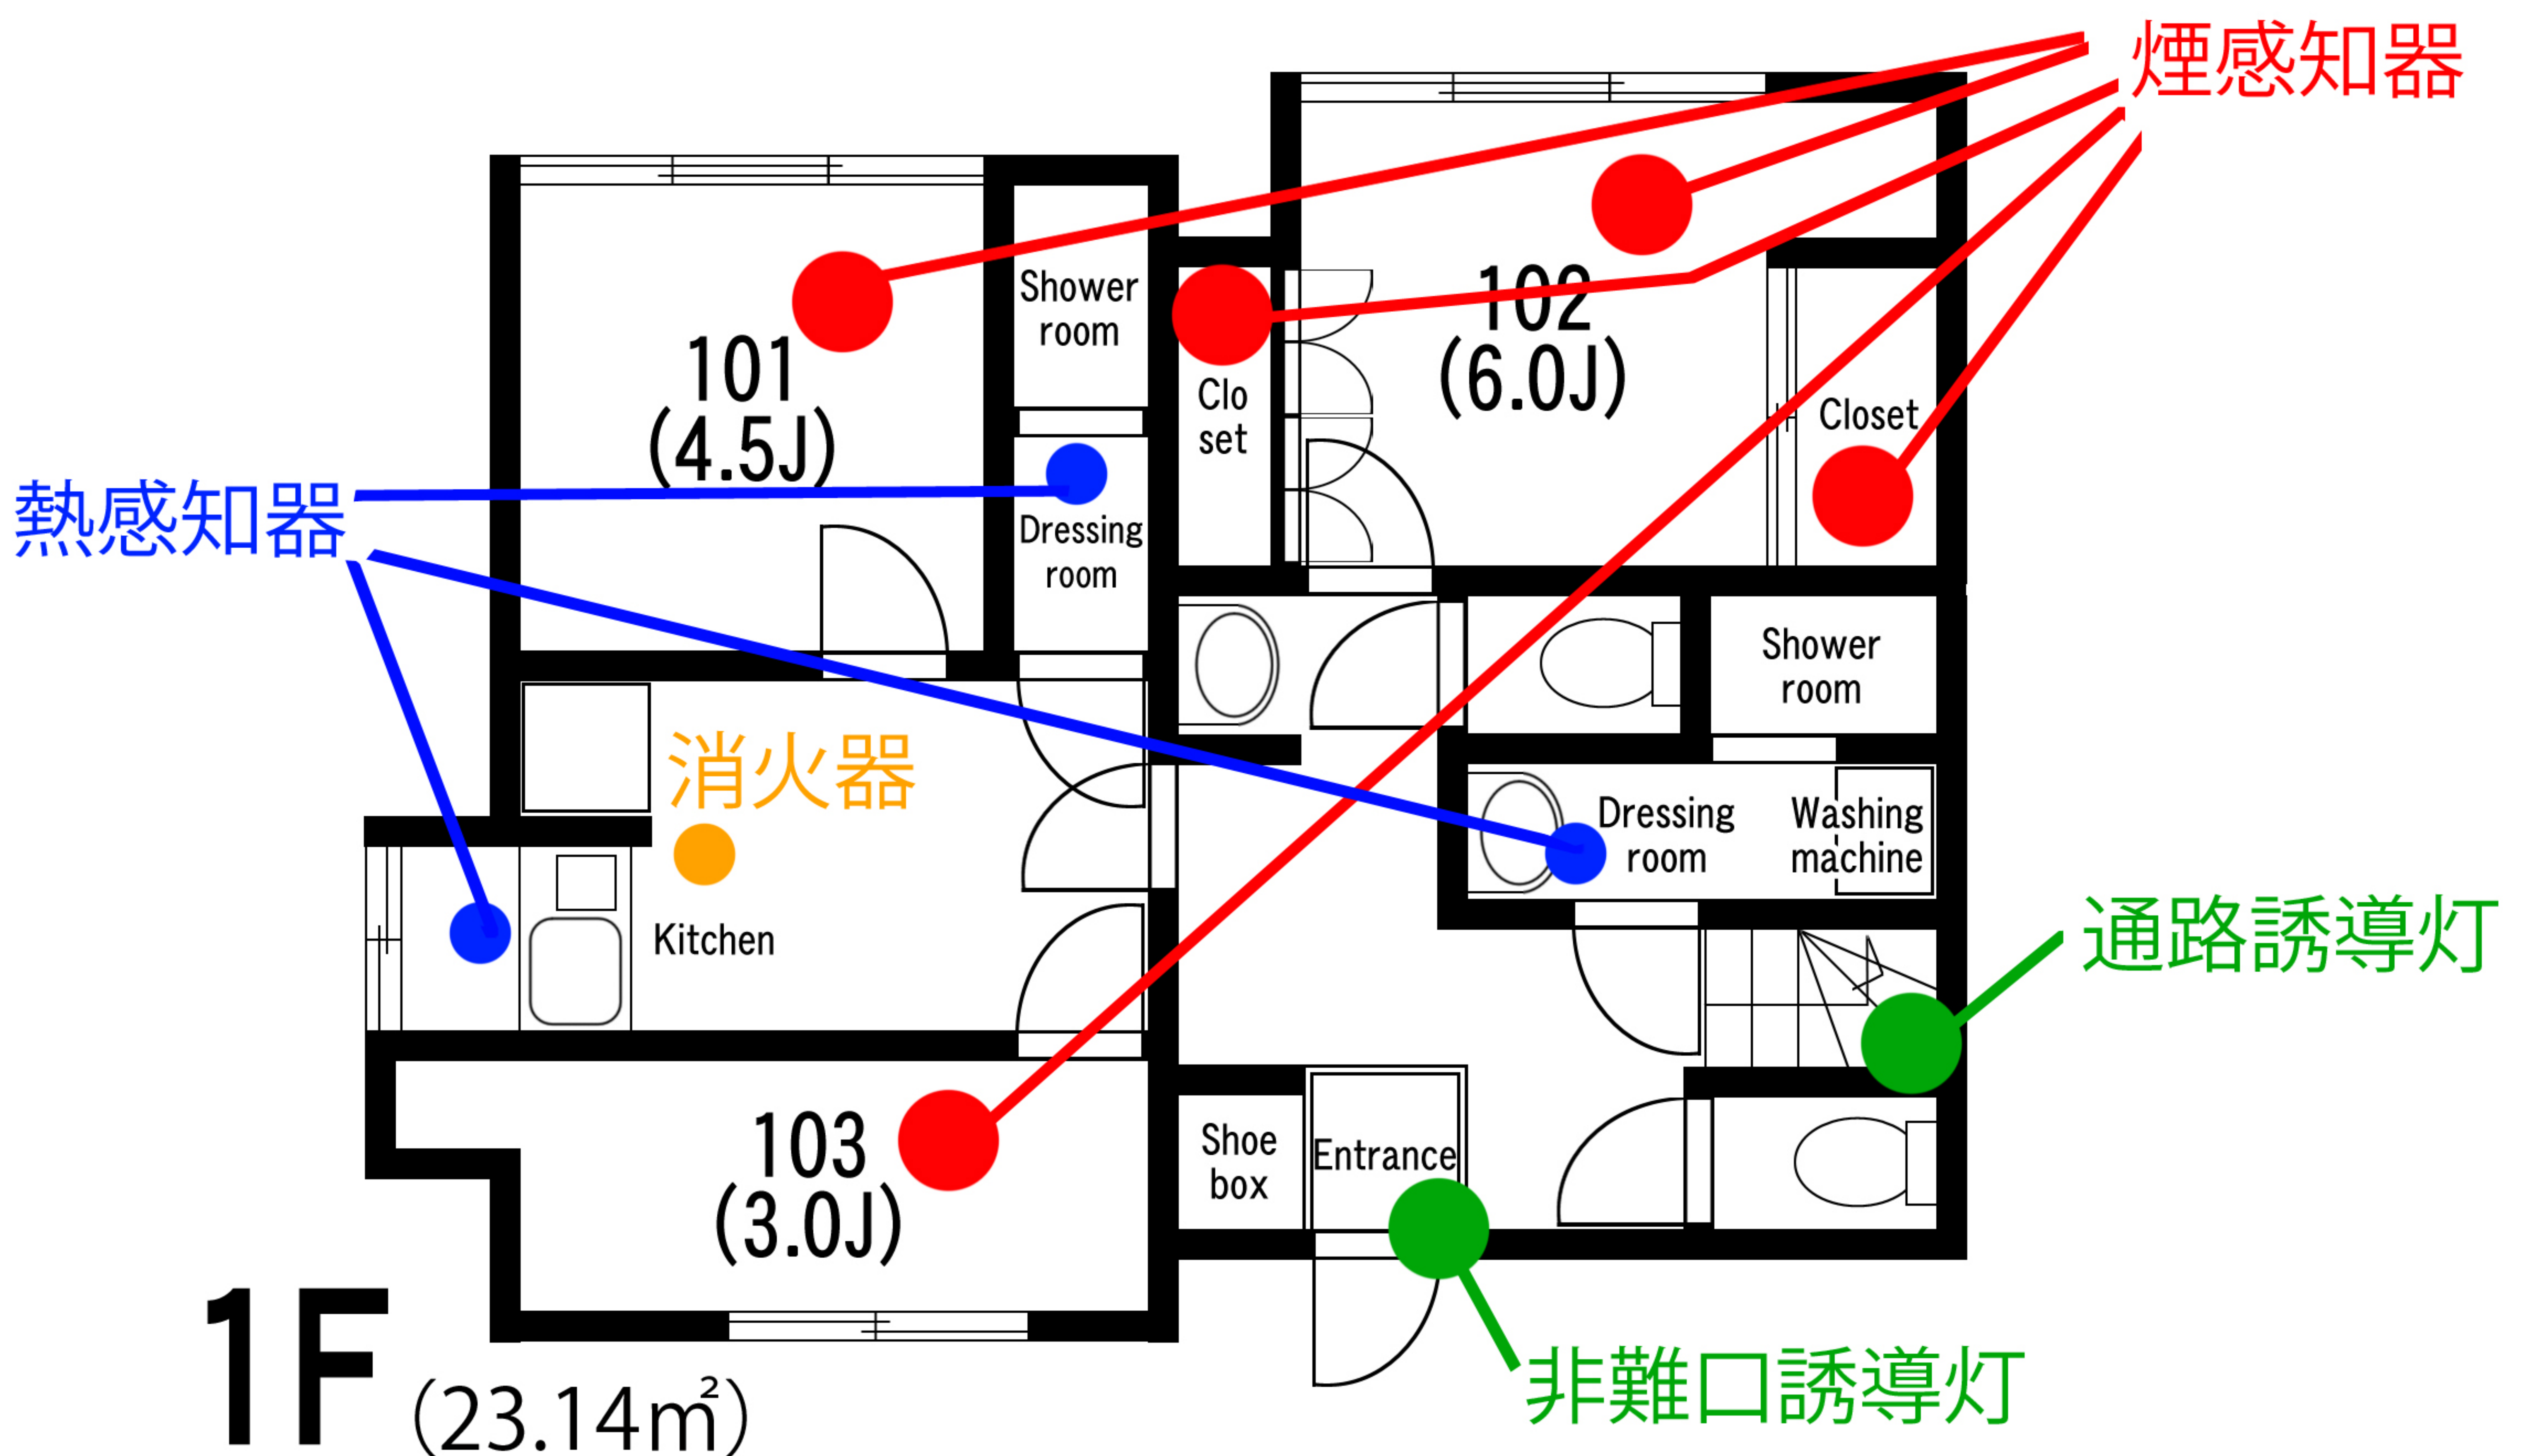 煙感知器
Shower
room
102
(6.0J)
101
(4.5J)
Clo
set
Closet
熱感知器
Dressing
room
Shower
room
消火器
Dressing
room
Washing
machine
Kitchen
通路誘導灯
103
(3.0J)
Shoe
box
Entrance
1F
(23.14㎡)
非難口誘導灯